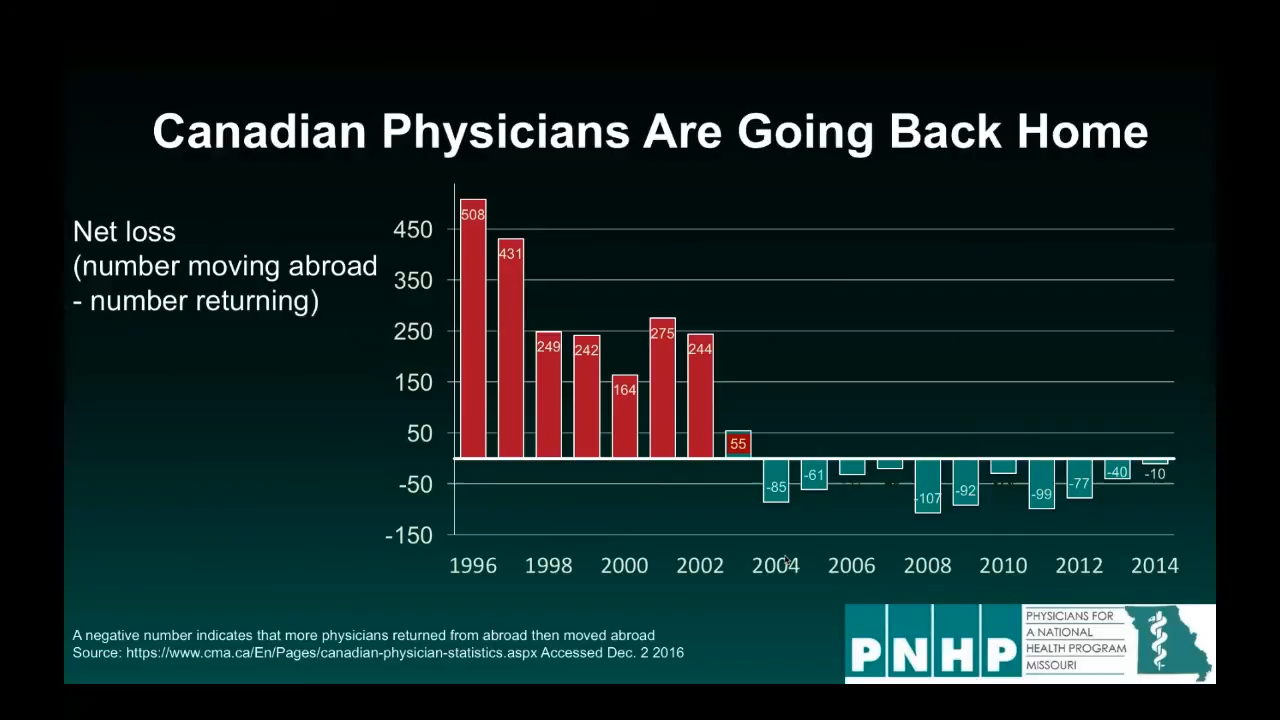 Canadian Physicians Are Going Back Home
Net loss
(number moving abroad
- number returning)
450
350
250
150
50
-50
-150
508
431
249
242
164
275
244
55
-85
-61
-107
-92
-99
-77
-40
-10
1996 1998 2000 2002 2004 2006 2008 2010 2012 2014
A negative number indicates that more physicians returned from abroad then moved abroad
Source: https://www.cma.ca/En/Pages/canadian-physician-statistics.aspx Accessed Dec. 2 2016
PNHP
PHYSICIANS FOR
A NATIONAL
HEALTH PROGRAM
MISSOURI